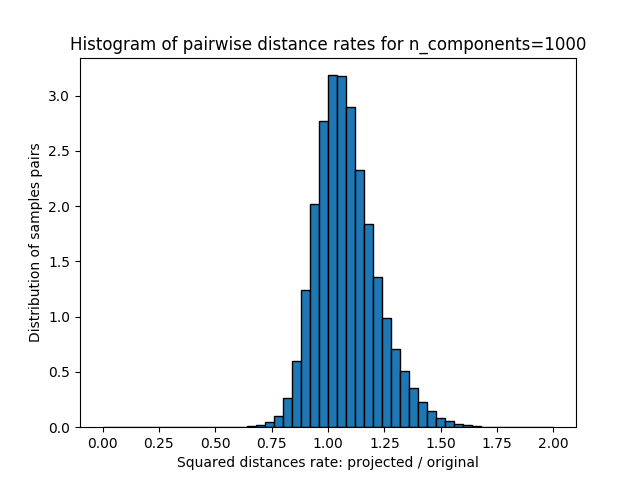 Histogram of pairwise distance rates for n_components=1000
3.0
2.5
2.0
1.5
1.0
0.5
0.0
Distribution of samples pairs
0.00 0.25 0.50 0.75 1.00 1.25 1.50 1.75 2.00
Squared distances rate: projected / original